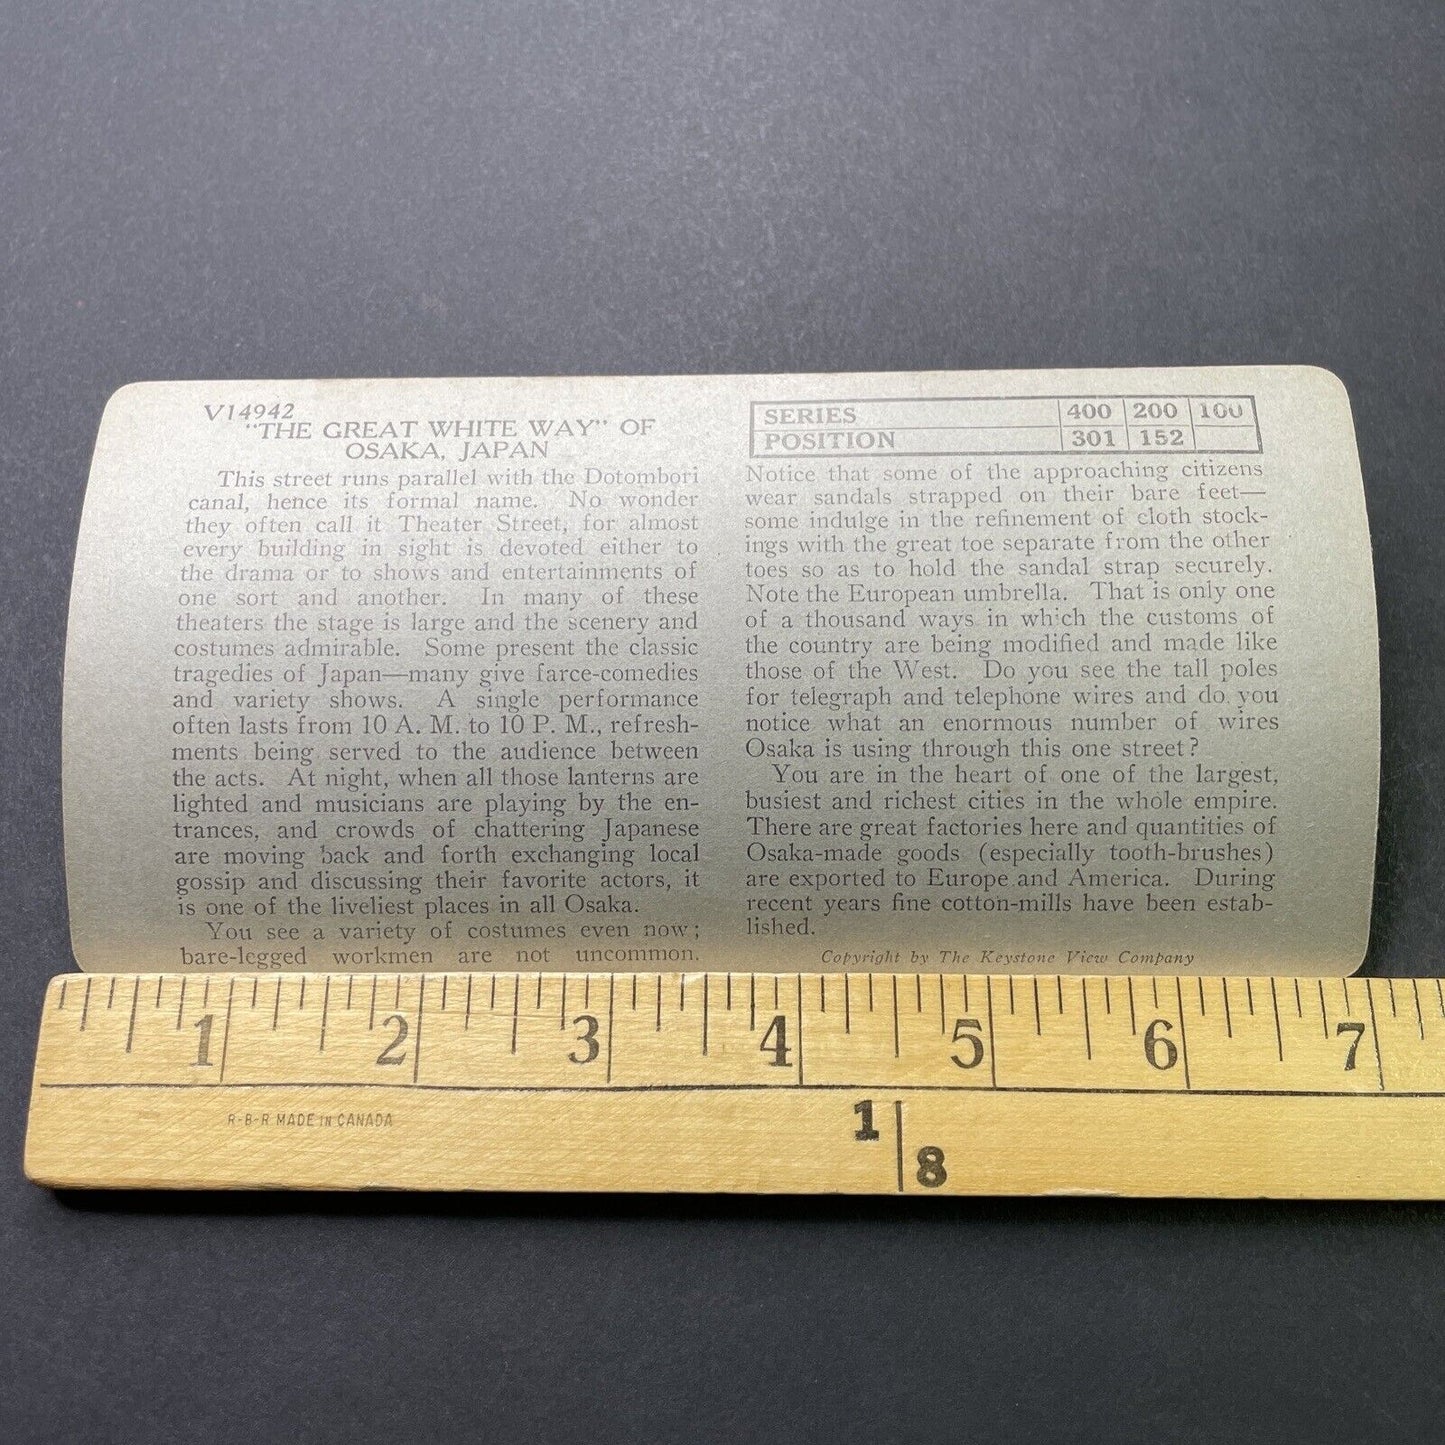 V14942
"THE GREAT WHITE WAY" OF
OSAKA, JAPAN
This street runs parallel with the Dotombori
canal, hence its formal name. No wonder
they often call it Theater Street, for almost
every building in sight is devoted either to
the drama or to shows and entertainments of
one sort and another. In many of these
theaters the stage is large and the scenery and
costumes admirable. Some present the classic
tragedies of Japan—many give farce-comedies
and variety shows. A single performance
often lasts from 10 A. M. to 10 P. M., refresh-
ments being served to the audience between
the acts. At night, when all those lanterns are
lighted and musicians are playing by the en-
trances, and crowds of chattering Japanese
are moving back and forth exchanging local
gossip and discussing their favorite actors, it
is one of the liveliest places in all Osaka.
You see a variety of costumes even now;
bare-legged workmen are not uncommon.
SERIES 400 200 100
POSITION 301 152
Notice that some of the approaching citizens
wear sandals strapped on their bare feet—
some indulge in the refinement of cloth stock-
ings with the great toe separate from the other
toes so as to hold the sandal strap securely.
Note the European umbrella. That is only one
of a thousand ways in which the customs of
the country are being modified and made like
those of the West. Do you see the tall poles
for telegraph and telephone wires and do you
notice what an enormous number of wires
Osaka is using through this one street?
You are in the heart of one of the largest,
busiest and richest cities in the whole empire.
There are great factories here and quantities of
Osaka-made goods (especially tooth-brushes)
are exported to Europe and America. During
recent years fine cotton-mills have been estab-
lished.
Copyright by The Keystone View Company
1 2 3 4 5 6 7
R-B-R MADE IN CANADA
1
8